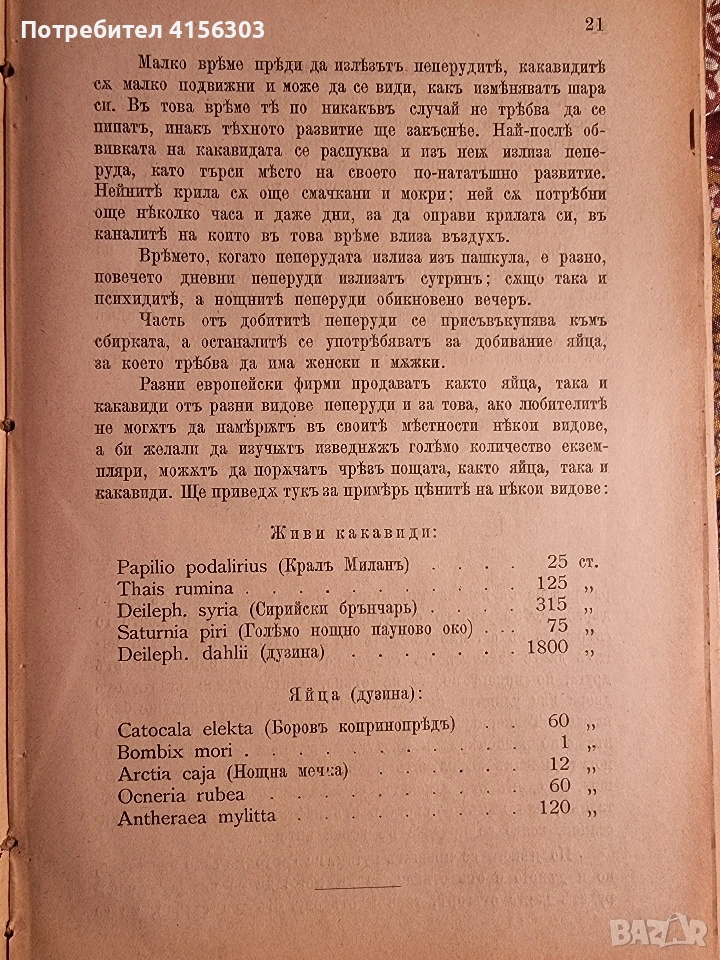 Потребител 4156303
21
Малко врѣме прѣди да излѣзътъ пеперудитѣ, какавидитѣ
сѫ малко подвижни и може да се види, какъ измѣнявать шара
си. Въ това врѣме тѣ по никакъвъ случай не трѣбва да се
пипатъ, инакъ тѣхното развитие ще закъснѣе. Най-послѣ об-
вивката на какавидата се распуква и изъ неѭ излиза пепе-
руда, като търси мѣсто на своето по-нататъшно развитие.
Нейнитѣ крила сѫ още смачкани и мокри; ней сѫ потрѣбни
още нѣколко часа и даже дни, за да оправи крилата си, въ
каналитѣ на които въ това врѣме влиза въздухъ.
Врѣмето, когато пеперудата излиза изъ пашкула, е разно,
повечето дневни пеперуди излизатъ сутринъ; сѫщо така и
психидитѣ, а нощнитѣ пеперуди обикновено вечеръ.
Часть отъ добититѣ пеперуди се присъвъкупява къмъ
сбирката, а останалитѣ се употрѣбяватъ за добивание яйца,
за което трѣбва да има женски и мѫжки.
Разни европейски фирми продаватъ както яйца, така и
какавиди отъ разни видове пеперуди и за това, ако любителитѣ
не могѫтъ да намѣрѭтъ въ своитѣ мѣстности нѣкои видове,
а би желали да изучѫтъ изведнѫжъ голѣмо количество екзем-
пляри, можѫтъ да порѫчатъ чрѣзъ пощата, както яйца, така и
какавиди. Ще приведѫ тукъ за примѣръ цѣнитѣ на нѣкои видове:
Живи какавиди:
Papilio podalirius (Кралъ Миланъ) . . . . 25 ст.
Thais rumina . . . . . . . . . . 125 „
Deileph. syria (Сирийски брънчарь) . . . . 315 „
Saturnia piri (Голѣмо нощно пауново око) . . . 75 „
Deileph. dahlii (дузина) . . . . . . . 1800 „
Яйца (дузина):
Catocala elekta (Боровъ копринопрѣдъ) . . . 60 „
Bombix mori . . . . . . . . . . 1 „
Arctia caja (Нощна мечка) . . . . . . 12 „
Ocneria rubea . . . . . . . . . 60 „
Antheraea mylitta . . . . . . . . 120 „
BAZAR